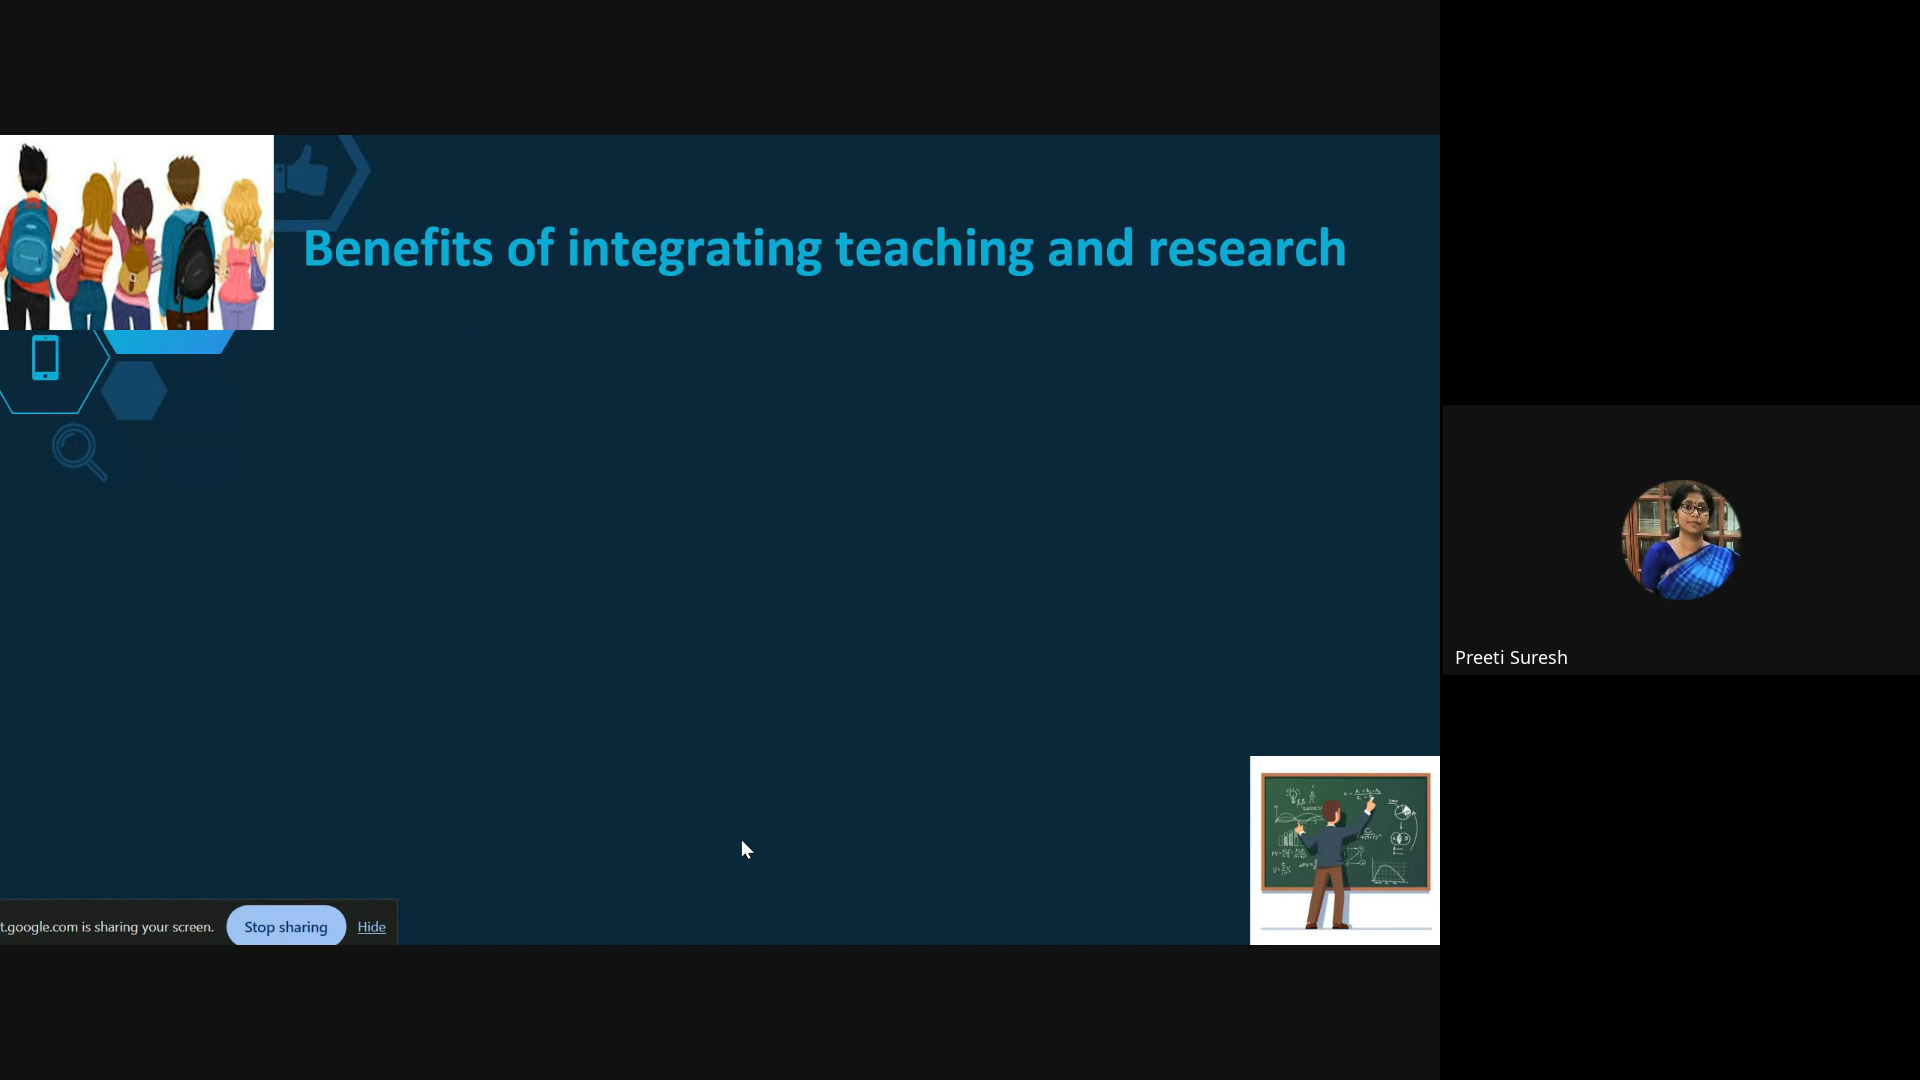 Benefits of integrating teaching and research
Preeti Suresh
t.google.com is sharing your screen. Stop sharing Hide